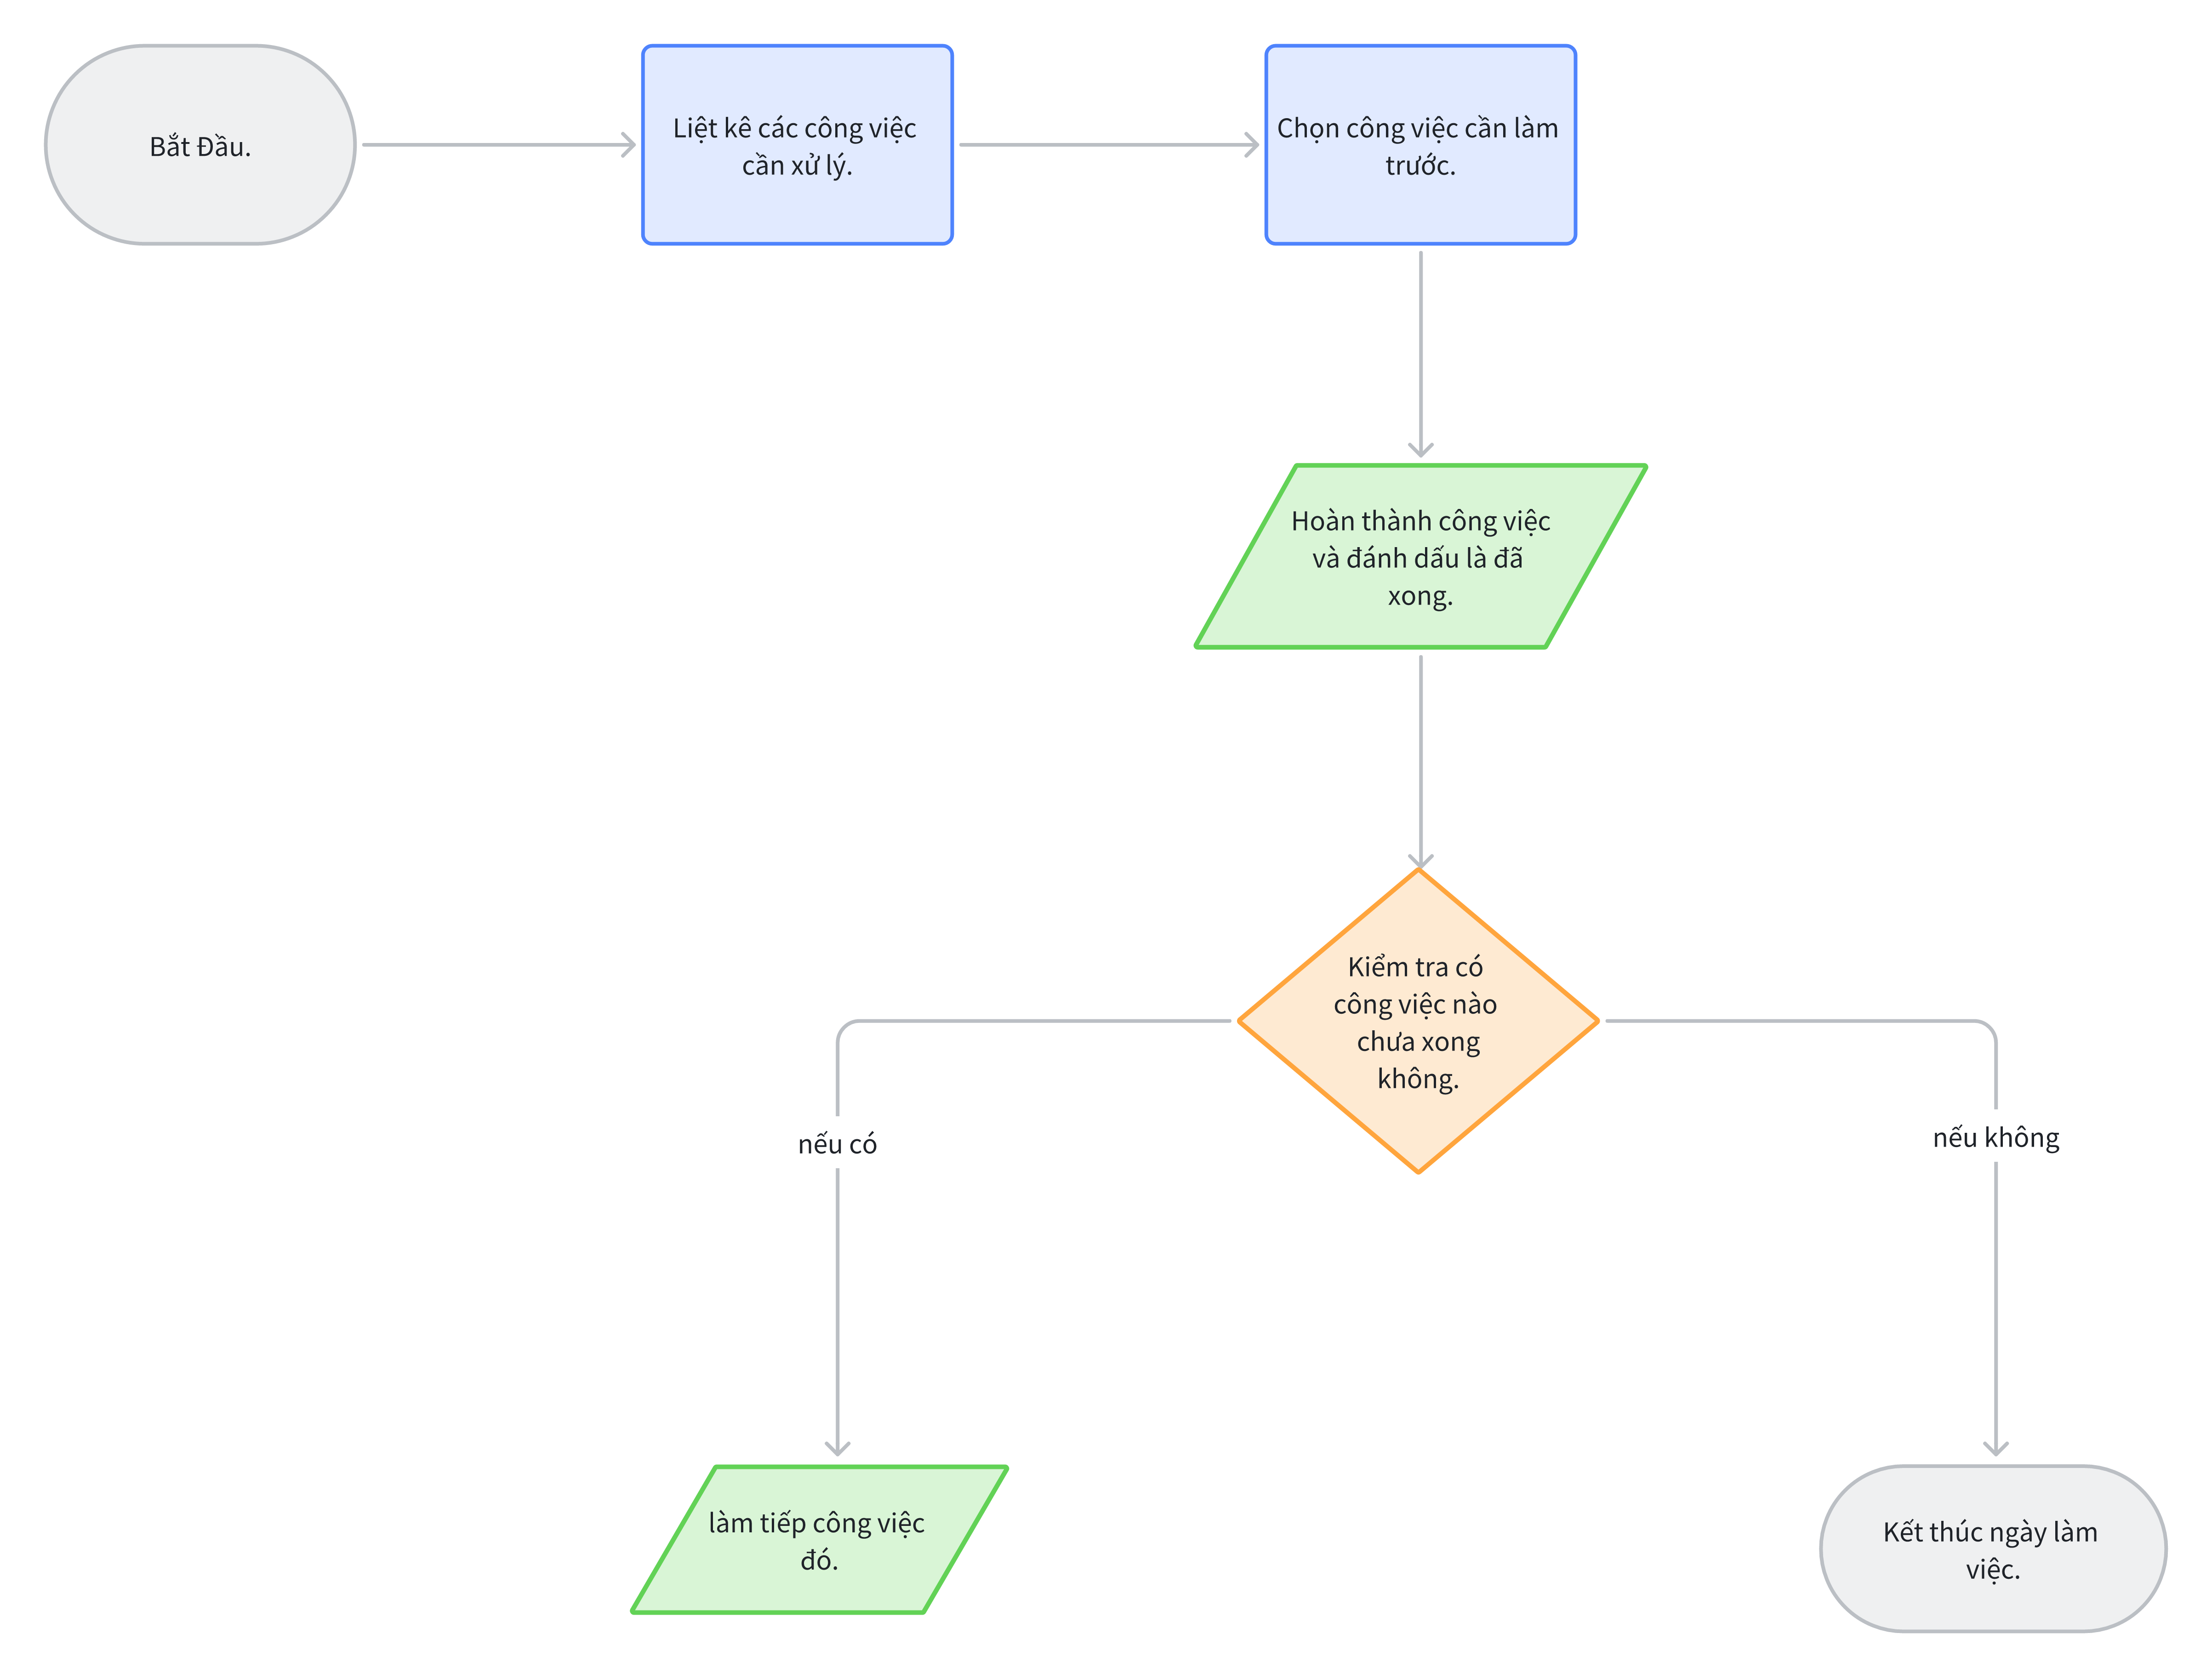 Bắt Đầu.
Liệt kê các công việc
cần xử lý.
Chọn công việc cần làm
trước.
Hoàn thành công việc
và đánh dấu là đã
xong.
Kiểm tra có
công việc nào
chưa xong
không.
nếu có
nếu không
làm tiếp công việc
đó.
Kết thúc ngày làm
việc.